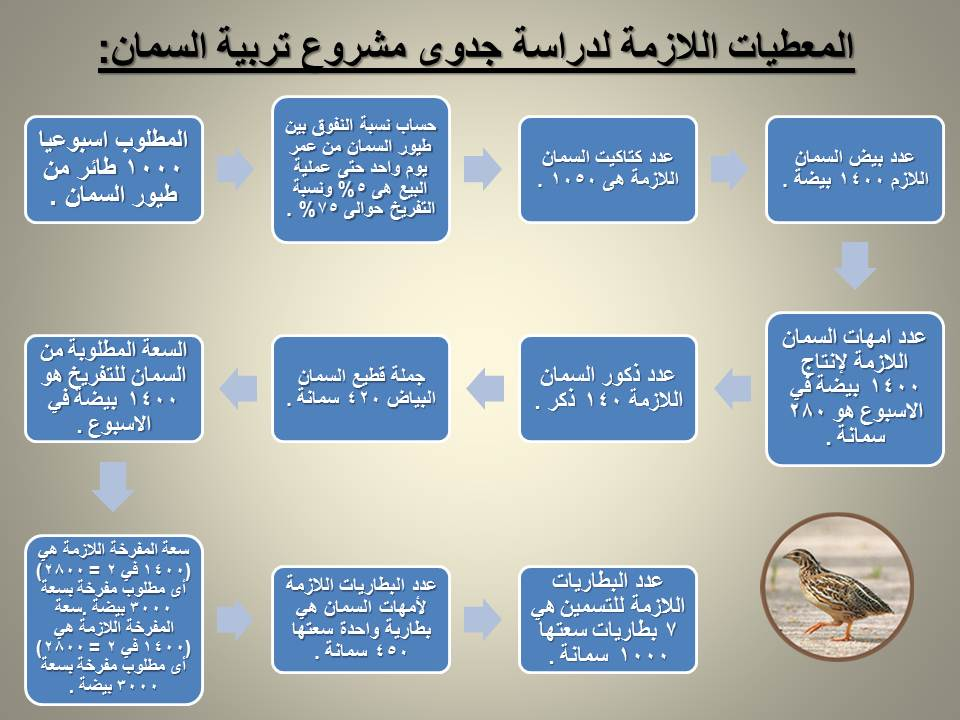 المعطيات اللازمة لدراسة جدوى مشروع تربية السمان:
المطلوب اسبوعيا
١٠٠٠ طائر من
طيور السمان .
حساب نسبة النفوق بين
طيور السمان من عمر
يوم واحد حتى عملية
البيع هى ٥% ونسبة
التفريخ حوالى ٧٥% .
عدد كتاكيت السمان
اللازمة هى ١٠٥٠ .
عدد بيض السمان
اللازم ١٤٠٠ بيضة .
عدد امهات السمان
اللازمة لإنتاج
١٤٠٠ بيضة في
الاسبوع هو ٢٨٠
سمانة .
عدد ذكور السمان
اللازمة ١٤٠ ذكر .
جملة قطيع السمان
البياض ٤٢٠ سمانة .
السعة المطلوبة من
السمان للتفريخ هو
١٤٠٠ بيضة في
الاسبوع .
سعة المفرخة اللازمة هي
(١٤٠٠ في ٢ = ٢٨٠٠)
أى مطلوب مفرخة بسعة
٣٠٠٠ بيضة .سعة
المفرخة اللازمة هي
(١٤٠٠ في ٢ = ٢٨٠٠)
أى مطلوب مفرخة بسعة
٣٠٠٠ بيضة .
عدد البطاريات اللازمة
لأمهات السمان هي
بطارية واحدة سعتها
٤٥٠ سمانة .
عدد البطاريات
اللازمة للتسمين هي
٧ بطاريات سعتها
١٠٠٠ سمانة .